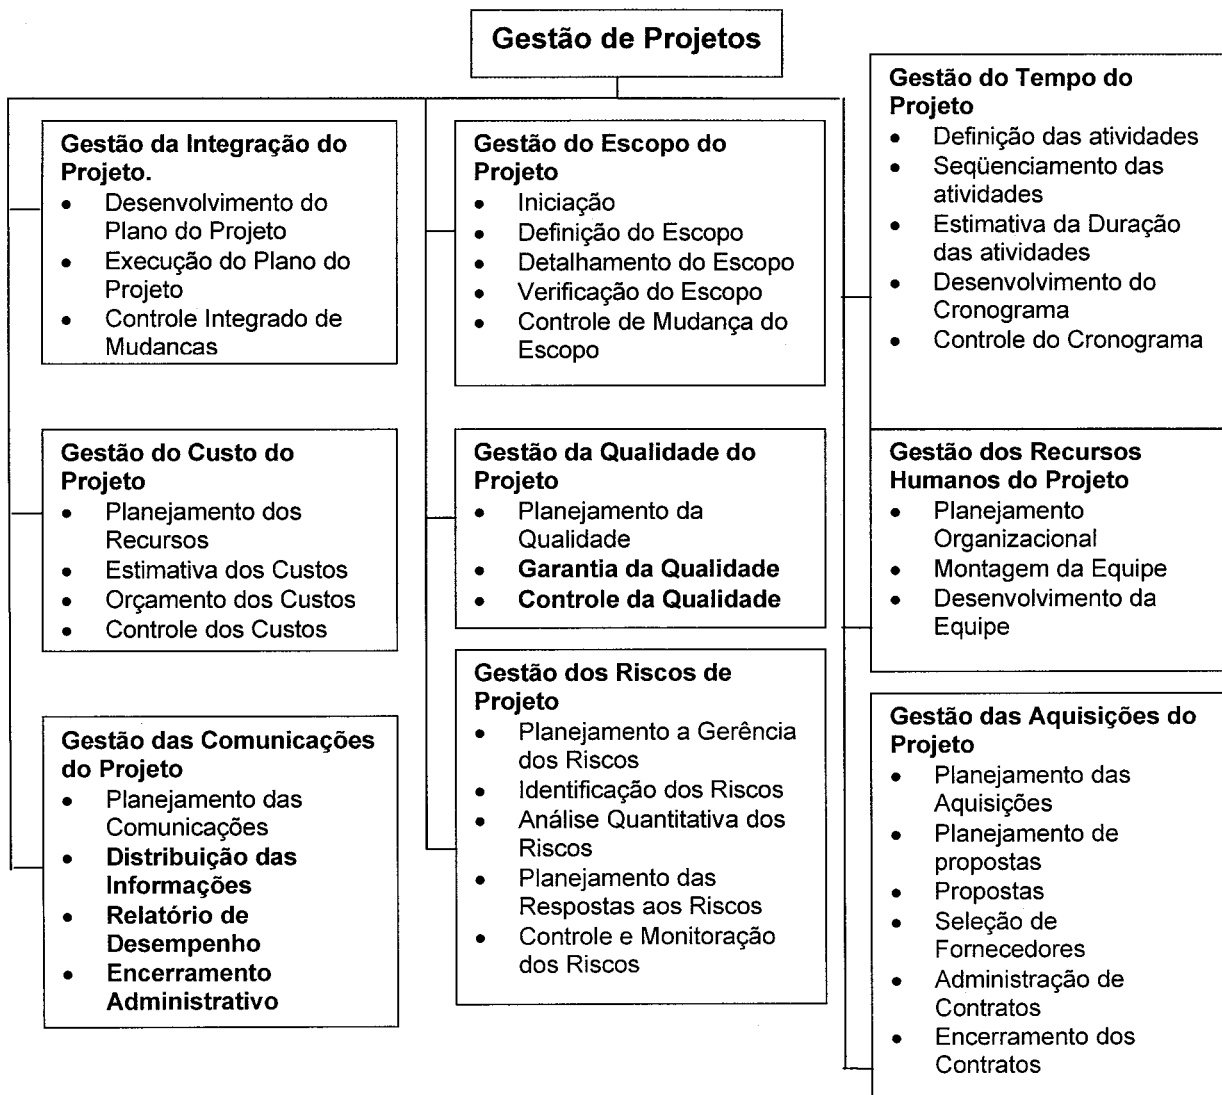 Gestão de Projetos
Gestão da Integração do
Projeto.
• Desenvolvimento do
Plano do Projeto
• Execução do Plano do
Projeto
• Controle Integrado de
Mudancas
Gestão do Escopo do
Projeto
• Iniciação
• Definição do Escopo
• Detalhamento do Escopo
• Verificação do Escopo
• Controle de Mudança do
Escopo
Gestão do Tempo do
Projeto
• Definição das atividades
• Seqüenciamento das
atividades
• Estimativa da Duração
das atividades
• Desenvolvimento do
Cronograma
• Controle do Cronograma
Gestão do Custo do
Projeto
• Planejamento dos
Recursos
• Estimativa dos Custos
• Orçamento dos Custos
• Controle dos Custos
Gestão da Qualidade do
Projeto
• Planejamento da
Qualidade
• Garantia da Qualidade
• Controle da Qualidade
Gestão dos Recursos
Humanos do Projeto
• Planejamento
Organizacional
• Montagem da Equipe
• Desenvolvimento da
Equipe
Gestão das Comunicações
do Projeto
• Planejamento das
Comunicações
• Distribuição das
Informações
• Relatório de
Desempenho
• Encerramento
Administrativo
Gestão dos Riscos de
Projeto
• Planejamento a Gerência
dos Riscos
• Identificação dos Riscos
• Análise Quantitativa dos
Riscos
• Planejamento das
Respostas aos Riscos
• Controle e Monitoração
dos Riscos
Gestão das Aquisições do
Projeto
• Planejamento das
Aquisições
• Planejamento de
propostas
• Propostas
• Seleção de
Fornecedores
• Administração de
Contratos
• Encerramento dos
Contratos